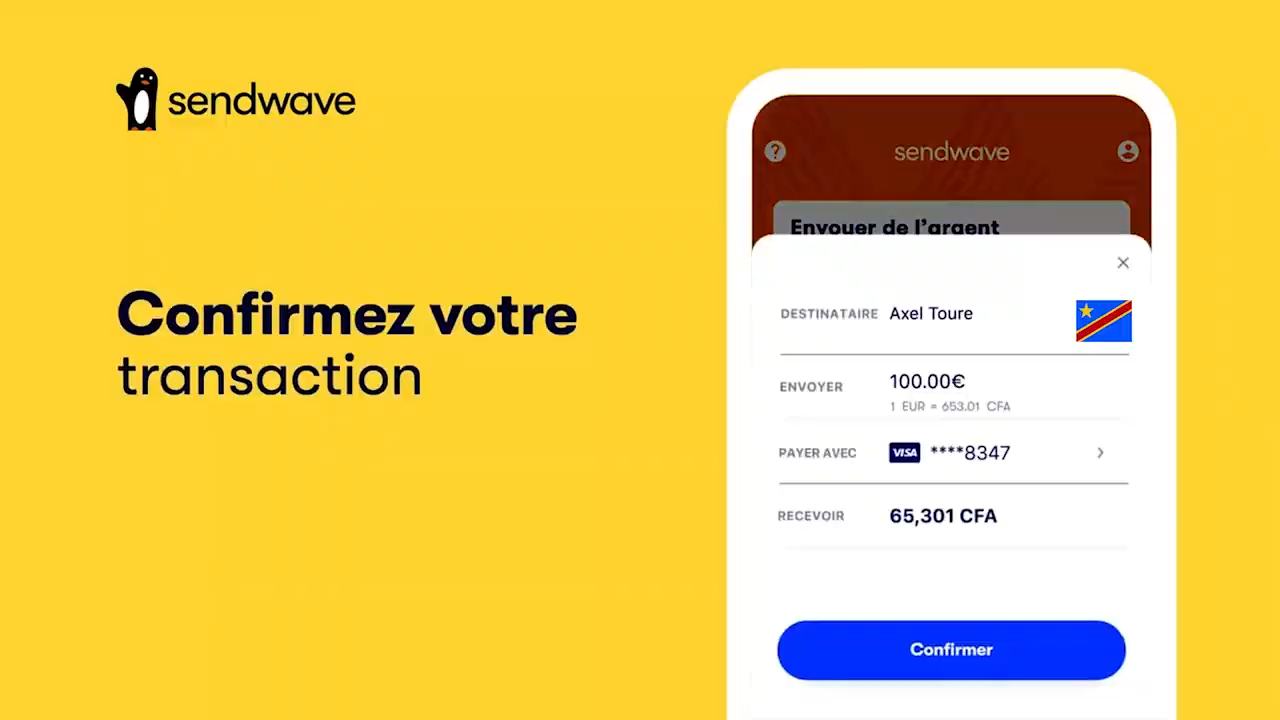 sendwave
Confirmez votre
transaction
?
sendwave
Envoyer de l'argent
DESTINATAIRE Axel Toure
ENVOYER 100.00€
1 EUR = 653.01 CFA
PAYER AVEC VISA ****8347
RECEVOIR 65,301 CFA
Confirmer